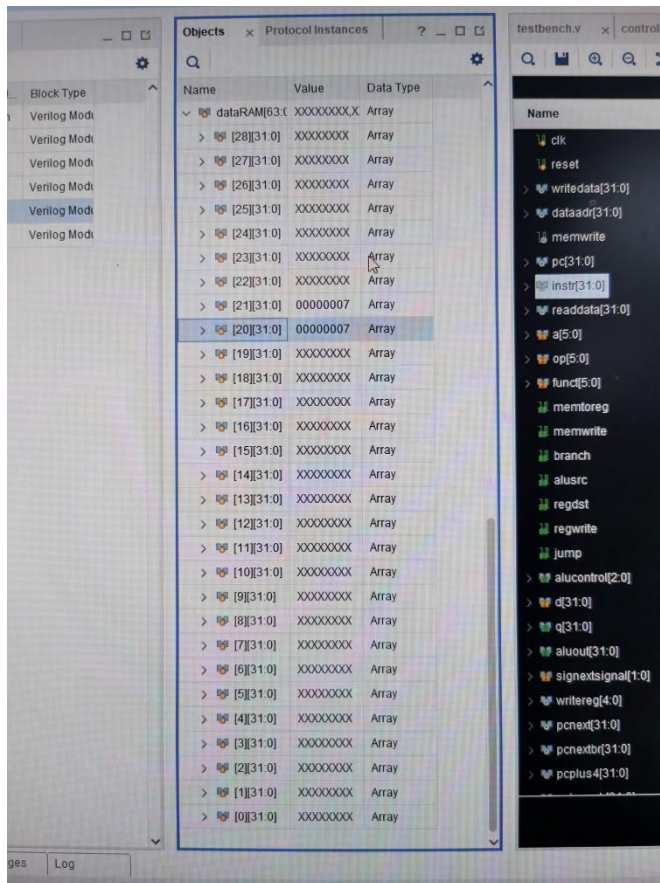 Block Type
Verilog Modu
Verilog Modu
Verilog Modu
Verilog Modu
Verilog Modu
Verilog Modu
Log
Objects × Protocol Instances ? _
Name Value Data Type
dataRAM[63:( XXXXXXXX,X Array
[28][31:0] XXXXXXXX Array
[27][31:0] XXXXXXXX Array
[26][31:0] XXXXXXXX Array
[25][31:0] XXXXXXXX Array
[24][31:0] XXXXXXXX Array
[23][31:0] XXXXXXXX Array
[22][31:0] XXXXXXXX Array
[21][31:0] 00000007 Array
[20][31:0] 00000007 Array
[19][31:0] XXXXXXXX Array
[18][31:0] XXXXXXXX Array
[17][31:0] XXXXXXXX Array
[16][31:0] XXXXXXXX Array
[15][31:0] XXXXXXXX Array
[14][31:0] XXXXXXXX Array
[13][31:0] XXXXXXXX Array
[12][31:0] XXXXXXXX Array
[11][31:0] XXXXXXXX Array
[10][31:0] XXXXXXXX Array
[9][31:0] XXXXXXXX Array
[8][31:0] XXXXXXXX Array
[7][31:0] XXXXXXXX Array
[6][31:0] XXXXXXXX Array
[5][31:0] XXXXXXXX Array
[4][31:0] XXXXXXXX Array
[3][31:0] XXXXXXXX Array
[2][31:0] XXXXXXXX Array
[1][31:0] XXXXXXXX Array
[0][31:0] XXXXXXXX Array
testbench.v × control
Name
clk
reset
writedata[31:0]
dataadr[31:0]
memwrite
pc[31:0]
instr[31:0]
readdata[31:0]
a[5:0]
op[5:0]
funct[5:0]
memtoreg
memwrite
branch
alusrc
regdst
regwrite
jump
alucontrol[2:0]
d[31:0]
q[31:0]
aluout[31:0]
signextsignal[1:0]
writereg[4:0]
pcnext[31:0]
pcnextbr[31:0]
pcplus4[31:0]